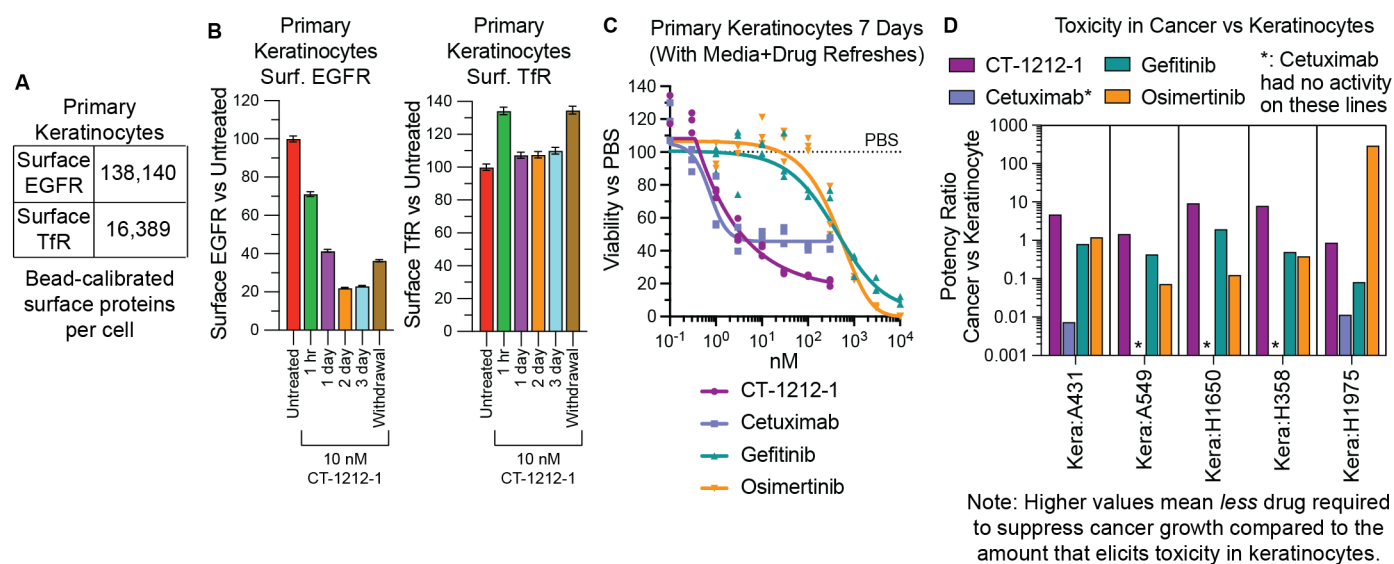 A
Primary
Keratinocytes
Surface
EGFR
138,140
Surface
TfR
16,389
Bead-calibrated
surface proteins
per cell
B
Primary
Keratinocytes
Surf. EGFR
Surface EGFR vs Untreated
120
100
80
60
40
20
0
Untreated
1 hr
1 day
2 day
3 day
Withdrawal
10 nM
CT-1212-1
Primary
Keratinocytes
Surf. TfR
Surface TfR vs Untreated
140
120
100
80
60
40
20
0
Untreated
1 hr
1 day
2 day
3 day
Withdrawal
10 nM
CT-1212-1
C
Primary Keratinocytes 7 Days
(With Media+Drug Refreshes)
Viability vs PBS
140
120
100
80
60
40
20
0
PBS
10⁻¹ 10⁰ 10¹ 10² 10³ 10⁴
nM
CT-1212-1
Cetuximab
Gefitinib
Osimertinib
D
Toxicity in Cancer vs Keratinocytes
CT-1212-1
Gefitinib
Cetuximab*
Osimertinib
*: Cetuximab
had no activity
on these lines
Potency Ratio
Cancer vs Keratinocyte
1000
100
10
1
0.1
0.01
0.001
* * *
Kera:A431
Kera:A549
Kera:H1650
Kera:H358
Kera:H1975
Note: Higher values mean less drug required
to suppress cancer growth compared to the
amount that elicits toxicity in keratinocytes.